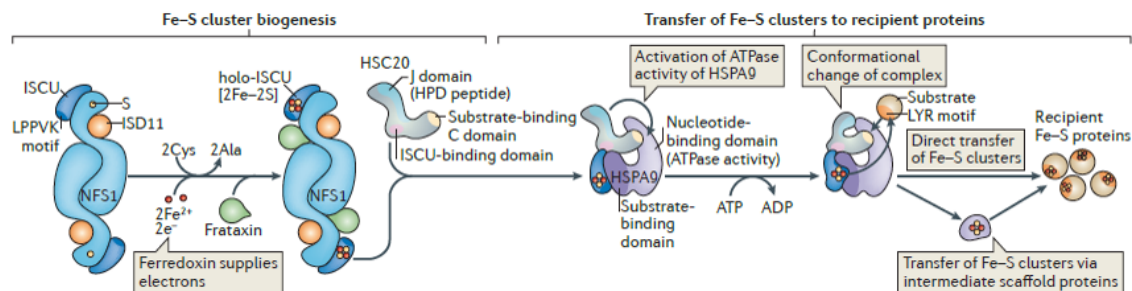 Fe–S cluster biogenesis
Transfer of Fe–S clusters to recipient proteins
ISCU
LPPVK
motif
S
ISD11
NFS1
2Cys
2Ala
2Fe²⁺
2e⁻
Frataxin
Ferredoxin supplies
electrons
holo-ISCU
[2Fe–2S]
HSC20
J domain
(HPD peptide)
Substrate-binding
C domain
ISCU-binding domain
NFS1
Activation of ATPase
activity of HSPA9
Nucleotide-
binding domain
(ATPase activity)
HSPA9
Substrate-
binding
domain
ATP
ADP
Conformational
change of complex
Substrate
LYR motif
Direct transfer
of Fe–S clusters
Recipient
Fe–S proteins
Transfer of Fe–S clusters via
intermediate scaffold proteins